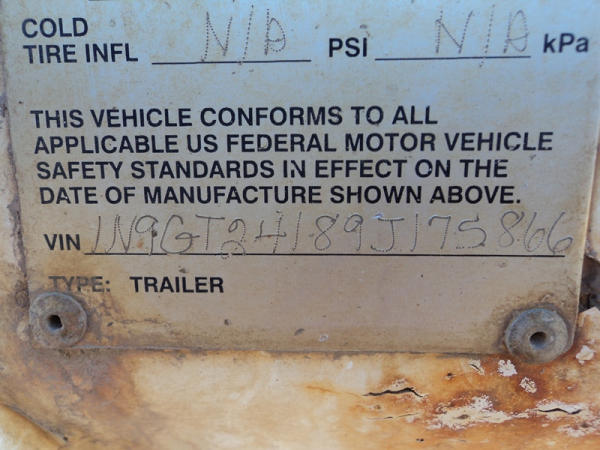 COLD
TIRE INFL N/A PSI N/A kPa
THIS VEHICLE CONFORMS TO ALL
APPLICABLE US FEDERAL MOTOR VEHICLE
SAFETY STANDARDS IN EFFECT ON THE
DATE OF MANUFACTURE SHOWN ABOVE.
VIN 1N9GT24189J175866
TYPE: TRAILER